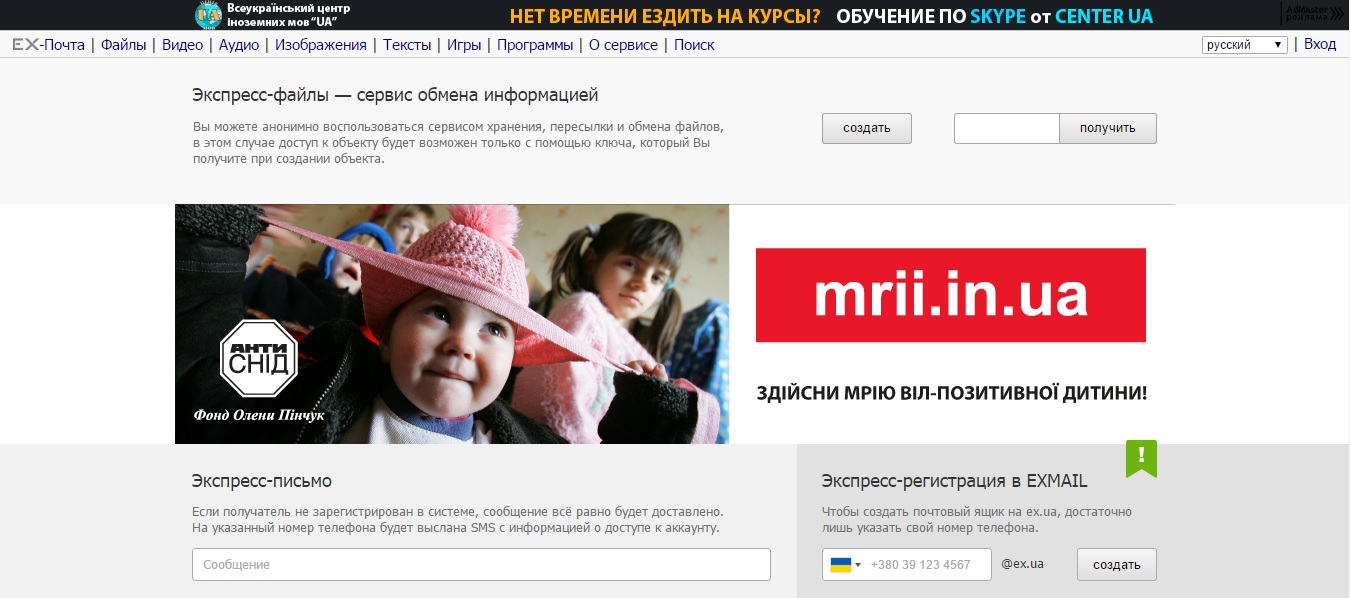 Всеукраїнський центр
іноземних мов "UA"
НЕТ ВРЕМЕНИ ЕЗДИТЬ НА КУРСЫ? ОБУЧЕНИЕ ПО SKYPE от CENTER UA
AdMaster
реклама
EX-Почта | Файлы | Видео | Аудио | Изображения | Тексты | Игры | Программы | О сервисе | Поиск
русский | Вход
Экспресс-файлы — сервис обмена информацией
Вы можете анонимно воспользоваться сервисом хранения, пересылки и обмена файлов,
в этом случае доступ к объекту будет возможен только с помощью ключа, который Вы
получите при создании объекта.
создать
получить
АНТИ
СНІД
Фонд Олени Пінчук
mrii.in.ua
ЗДІЙСНИ МРІЮ ВІЛ-ПОЗИТИВНОЇ ДИТИНИ!
Экспресс-письмо
Если получатель не зарегистрирован в системе, сообщение всё равно будет доставлено.
На указанный номер телефона будет выслана SMS с информацией о доступе к аккаунту.
Сообщение
!
Экспресс-регистрация в EXMAIL
Чтобы создать почтовый ящик на ex.ua, достаточно
лишь указать свой номер телефона.
+380 39 123 4567
@ex.ua
создать